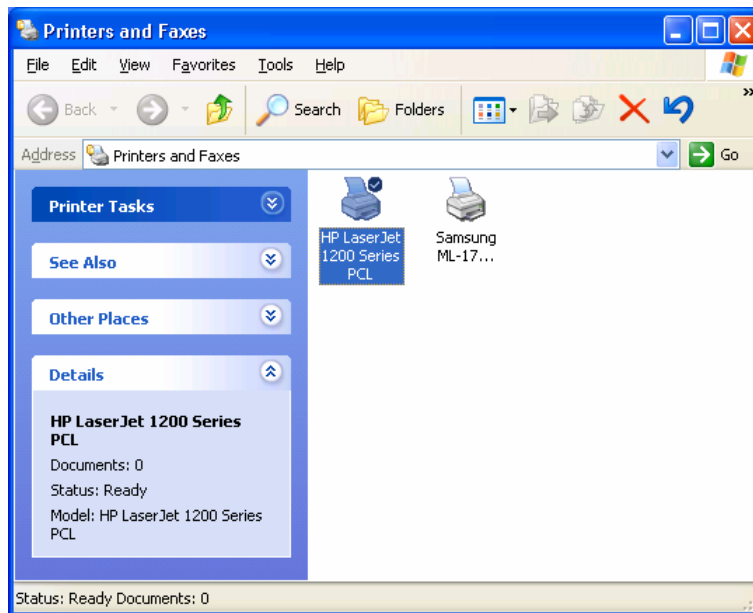 Printers and Faxes
File Edit View Favorites Tools Help
Back Search Folders »
Address Printers and Faxes Go
Printer Tasks
See Also
Other Places
Details
HP LaserJet 1200 Series
PCL
Documents: 0
Status: Ready
Model: HP LaserJet 1200 Series
PCL
HP LaserJet
1200 Series
PCL
Samsung
ML-17...
Status: Ready Documents: 0